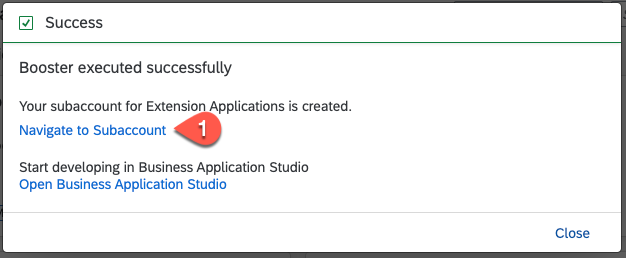 Success
Booster executed successfully
Your subaccount for Extension Applications is created.
Navigate to Subaccount
1
Start developing in Business Application Studio
Open Business Application Studio
Close